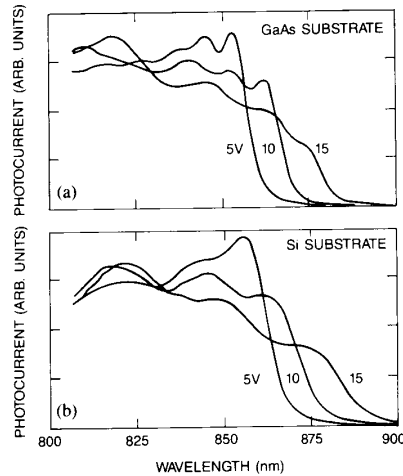 PHOTOCURRENT (ARB. UNITS)
GaAs SUBSTRATE
5V
10
15
(a)
PHOTOCURRENT (ARB. UNITS)
Si SUBSTRATE
5V
10
15
(b)
800
825
850
875
900
WAVELENGTH (nm)